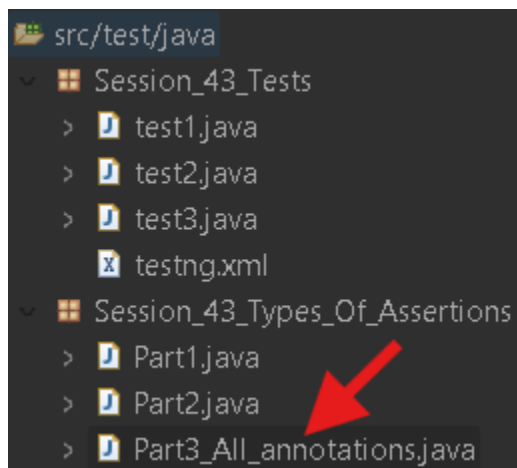 src/test/java
Session_43_Tests
test1.java
test2.java
test3.java
testng.xml
Session_43_Types_Of_Assertions
Part1.java
Part2.java
Part3_All_annotations.java